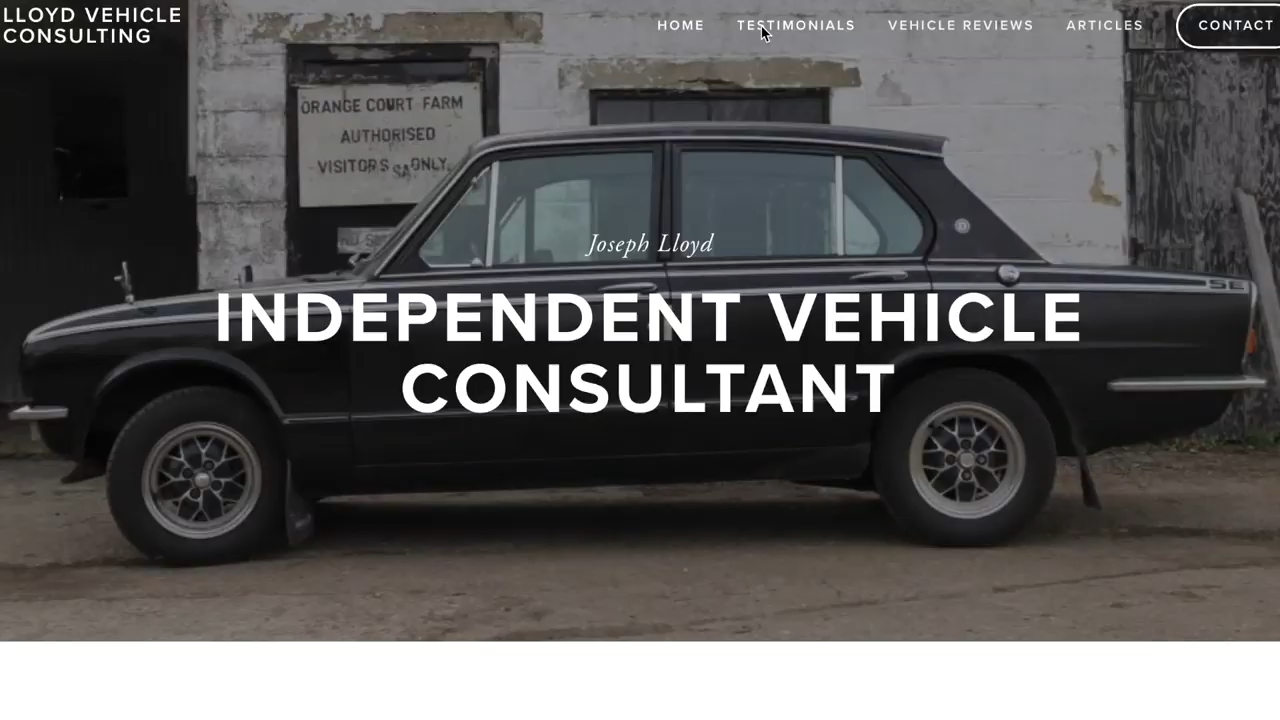 LLOYD VEHICLE
CONSULTING
HOME
TESTIMONIALS
VEHICLE REVIEWS
ARTICLES
CONTACT
ORANGE COURT FARM
AUTHORISED
VISITORS ONLY
Joseph Lloyd
INDEPENDENT VEHICLE
CONSULTANT
SE